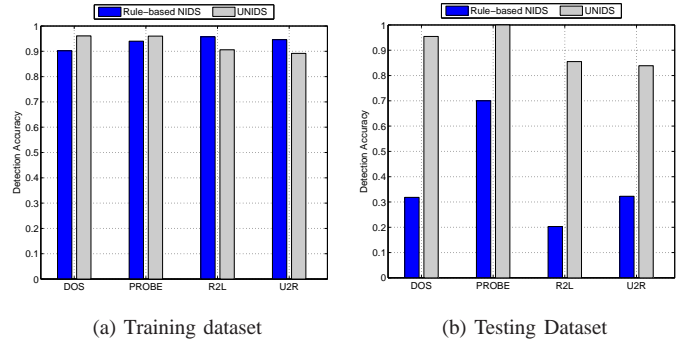 Rule-based NIDS UNIDS
1
0.9
0.8
0.7
0.6
0.5
0.4
0.3
0.2
0.1
0
Detection Accuracy
DOS PROBE R2L U2R
(a) Training dataset
Rule-based NIDS UNIDS
1
0.9
0.8
0.7
0.6
0.5
0.4
0.3
0.2
0.1
0
Detection Accuracy
DOS PROBE R2L U2R
(b) Testing Dataset